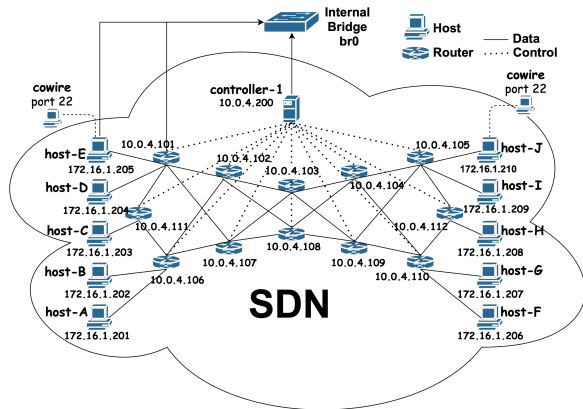 Internal
Bridge
br0
Host
Router
Data
Control
cowire
port 22
controller-1
10.0.4.200
cowire
port 22
10.0.4.101
10.0.4.102
10.0.4.103
10.0.4.104
10.0.4.105
host-E
172.16.1.205
host-J
172.16.1.210
host-D
172.16.1.204
host-I
172.16.1.209
10.0.4.111
10.0.4.112
host-C
172.16.1.203
host-H
172.16.1.208
10.0.4.106
10.0.4.107
10.0.4.108
10.0.4.109
10.0.4.110
host-B
172.16.1.202
host-G
172.16.1.207
SDN
host-A
172.16.1.201
host-F
172.16.1.206